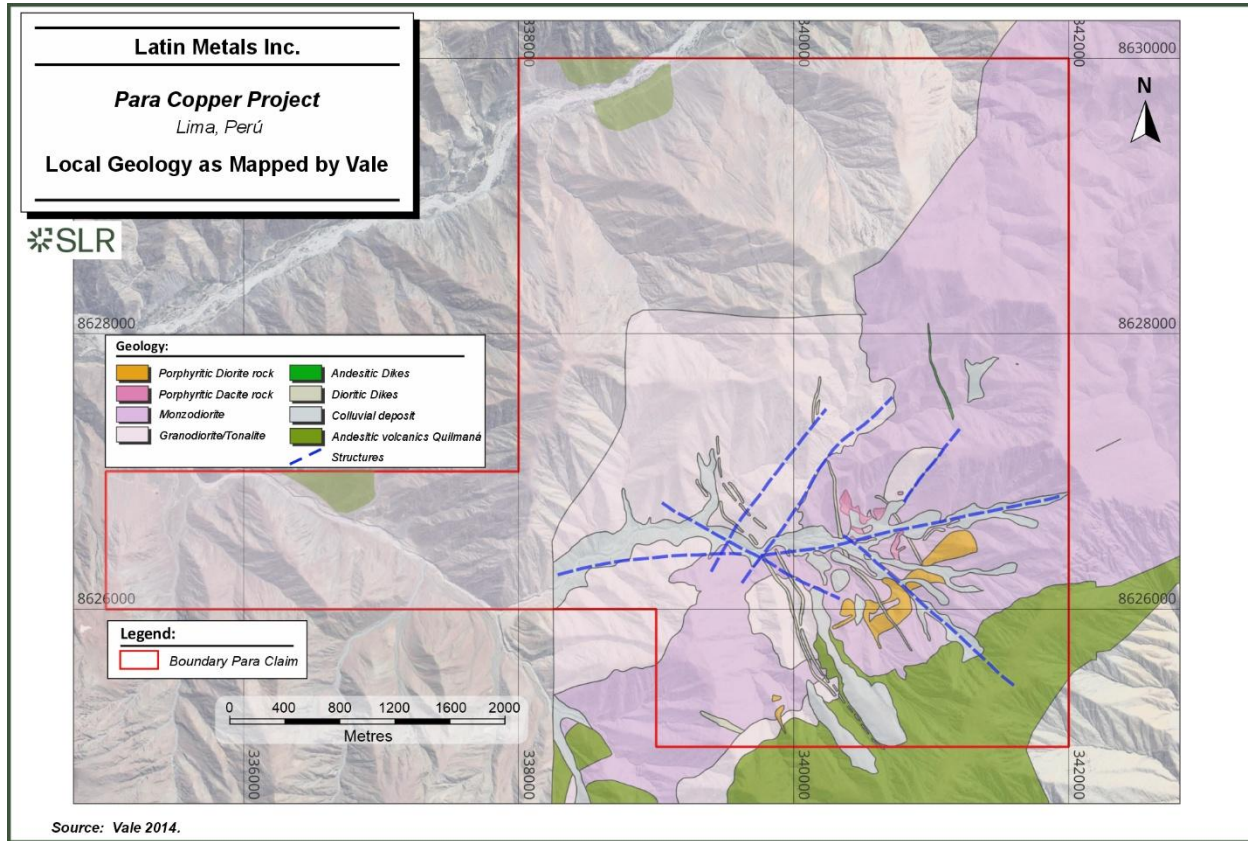 Latin Metals Inc.
Para Copper Project
Lima, Perú
Local Geology as Mapped by Vale
SLR
338000
340000
342000
8630000
N
8628000
8628000
Geology:
Porphyritic Diorite rock
Porphyritic Dacite rock
Monzodiorite
Granodiorite/Tonalite
Andesitic Dikes
Dioritic Dikes
Colluvial deposit
Andesitic volcanics Quilmaná
Structures
8626000
8626000
Legend:
Boundary Para Claim
0 400 800 1200 1600 2000
Metres
336000
338000
340000
342000
Source: Vale 2014.